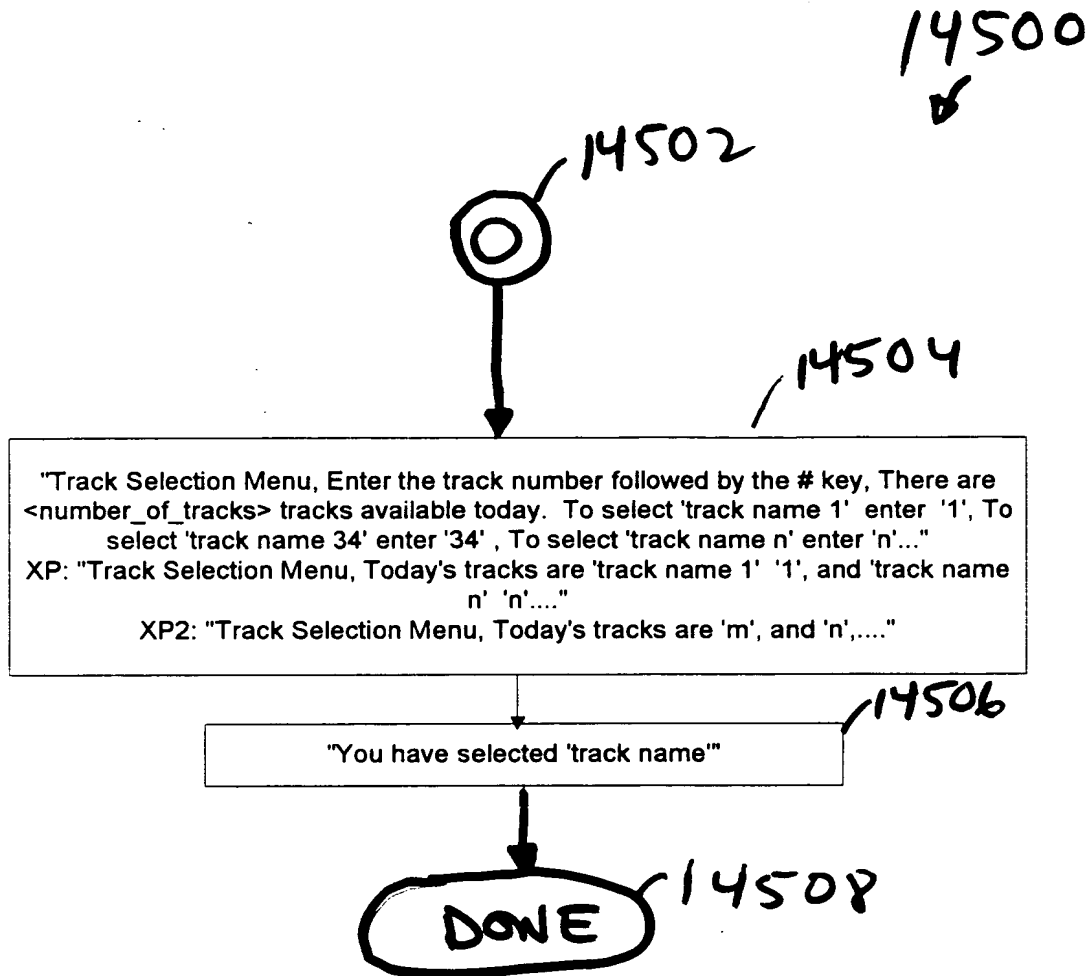 14500
14502
14504
"Track Selection Menu, Enter the track number followed by the # key, There are
<number_of_tracks> tracks available today. To select 'track name 1' enter '1', To
select 'track name 34' enter '34' , To select 'track name n' enter 'n'..."
XP: "Track Selection Menu, Today's tracks are 'track name 1' '1', and 'track name
n' 'n'...."
XP2: "Track Selection Menu, Today's tracks are 'm', and 'n',...."
14506
"You have selected 'track name'"
14508
DONE